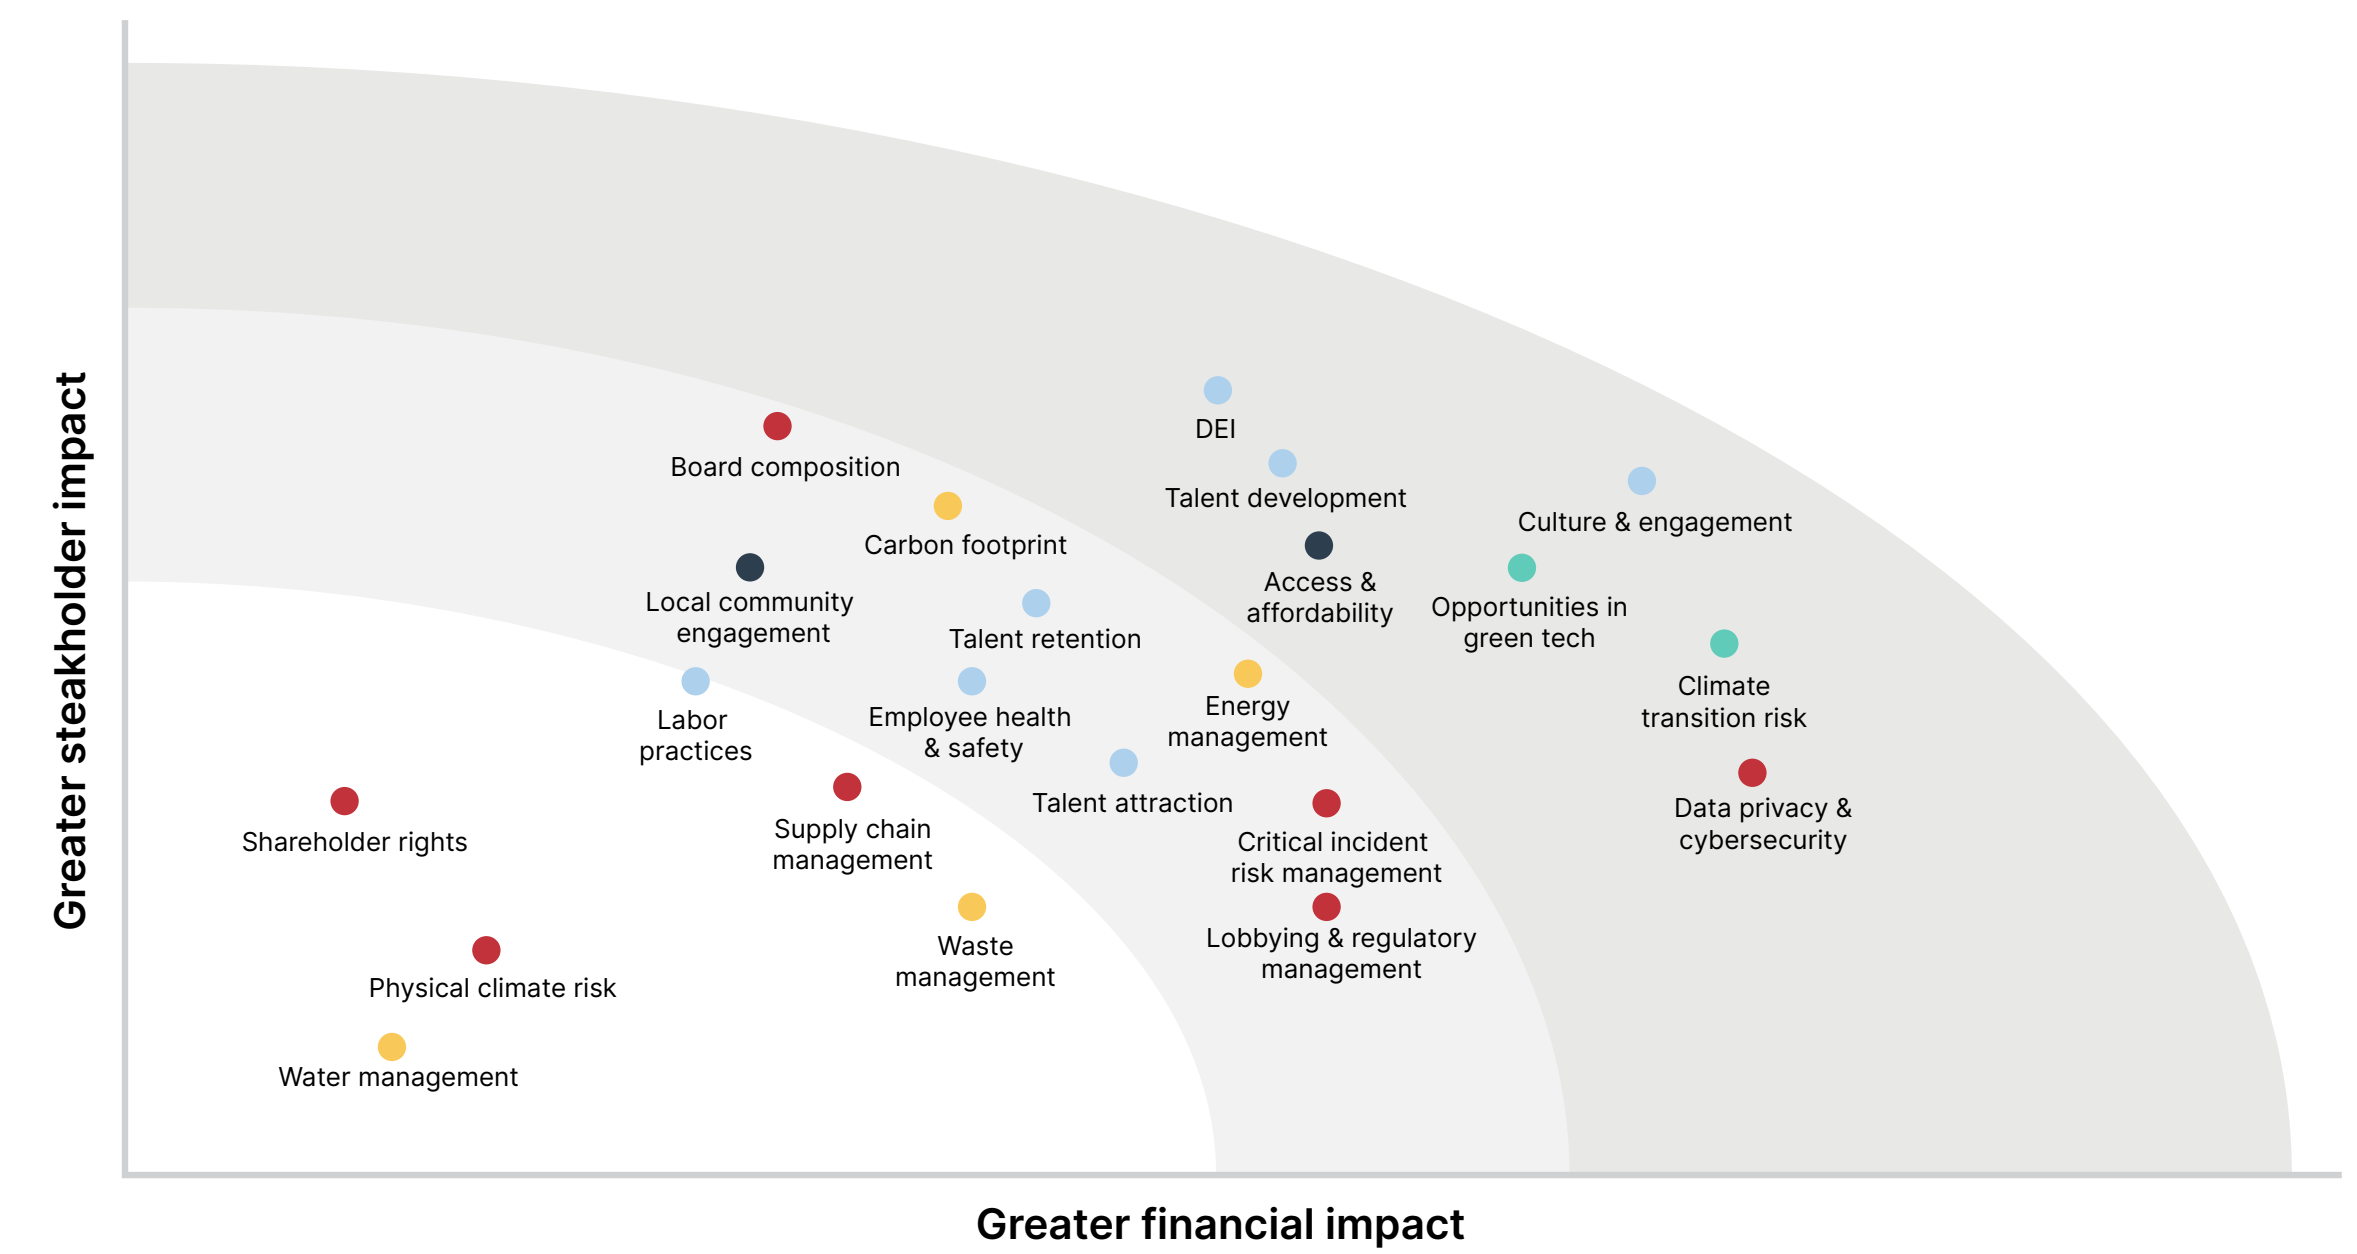 Greater steakholder impact
DEI
Board composition
Talent development
Culture & engagement
Carbon footprint
Access &
affordability
Local community
engagement
Opportunities in
green tech
Talent retention
Climate
transition risk
Labor
practices
Employee health
& safety
Energy
management
Talent attraction
Data privacy &
cybersecurity
Shareholder rights
Supply chain
management
Critical incident
risk management
Waste
management
Lobbying & regulatory
management
Physical climate risk
Water management
Greater financial impact